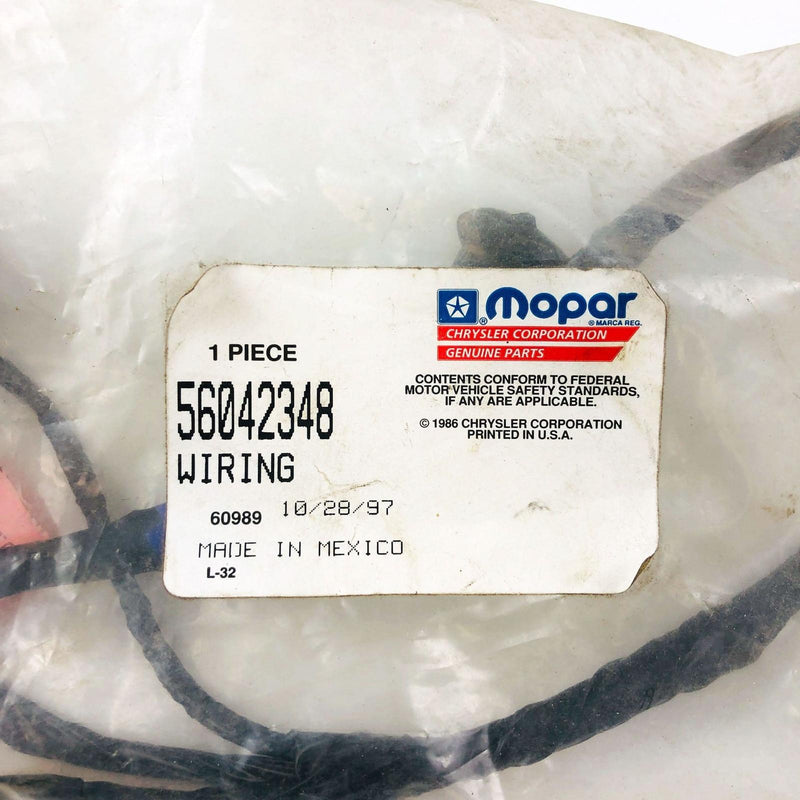 Mopar
®
® MARCA REG.
CHRYSLER CORPORATION
GENUINE PARTS
1 PIECE
56042348
WIRING
CONTENTS CONFORM TO FEDERAL
MOTOR VEHICLE SAFETY STANDARDS,
IF ANY ARE APPLICABLE.
© 1986 CHRYSLER CORPORATION
PRINTED IN U.S.A.
60989 10/28/97
MADE IN MEXICO
L-32